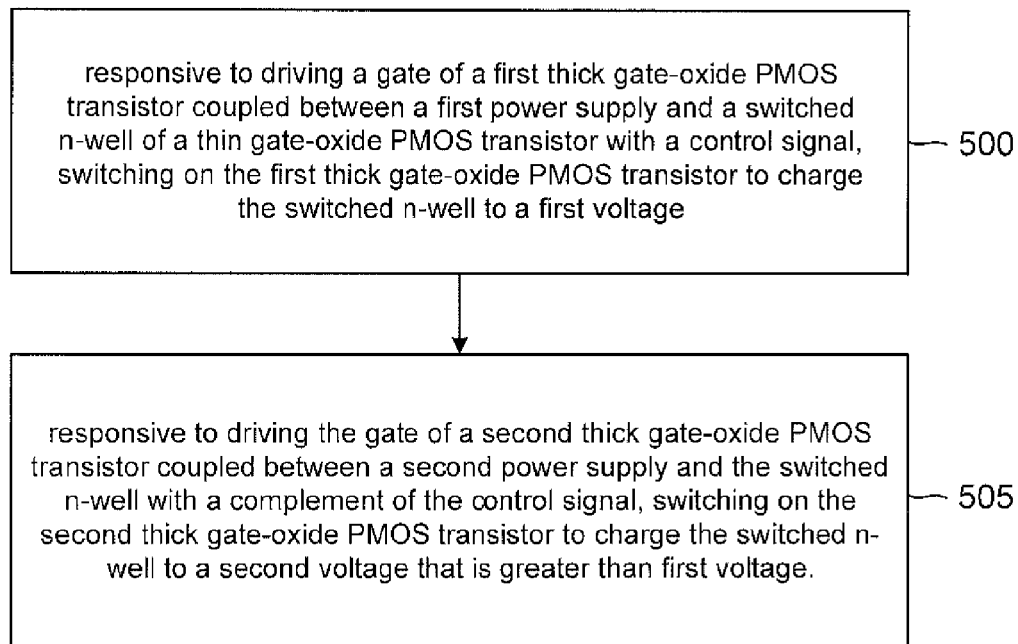 responsive to driving a gate of a first thick gate-oxide PMOS
transistor coupled between a first power supply and a switched
n-well of a thin gate-oxide PMOS transistor with a control signal,
switching on the first thick gate-oxide PMOS transistor to charge
the switched n-well to a first voltage
500
responsive to driving the gate of a second thick gate-oxide PMOS
transistor coupled between a second power supply and the switched
n-well with a complement of the control signal, switching on the
second thick gate-oxide PMOS transistor to charge the switched n-
well to a second voltage that is greater than first voltage.
505